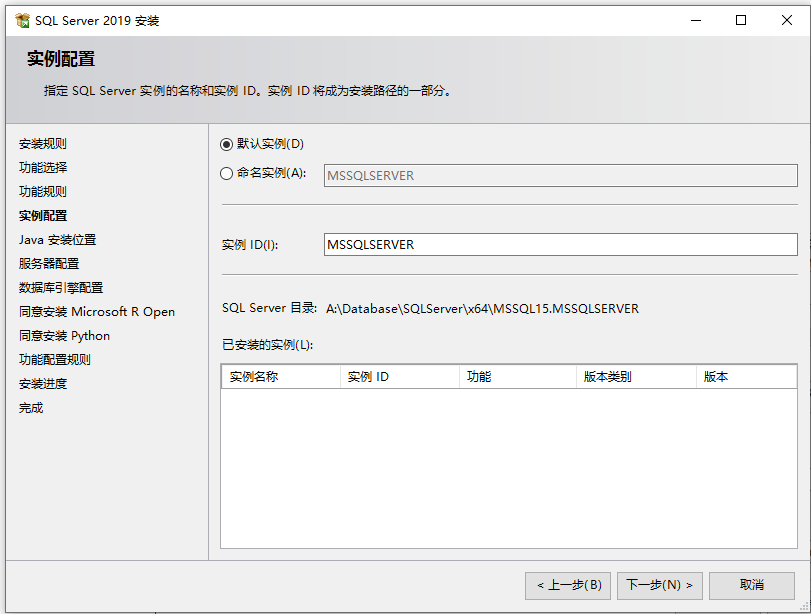 SQL Server 2019 安装
实例配置
指定 SQL Server 实例的名称和实例 ID。实例 ID 将成为安装路径的一部分。
安装规则
功能选择
功能规则
实例配置
Java 安装位置
服务器配置
数据库引擎配置
同意安装 Microsoft R Open
同意安装 Python
功能配置规则
安装进度
完成
默认实例(D)
命名实例(A): MSSQLSERVER
实例 ID(I): MSSQLSERVER
SQL Server 目录: A:\Database\SQLServer\x64\MSSQL15.MSSQLSERVER
已安装的实例(L):
实例名称 实例 ID 功能 版本类别 版本
< 上一步(B) 下一步(N) > 取消